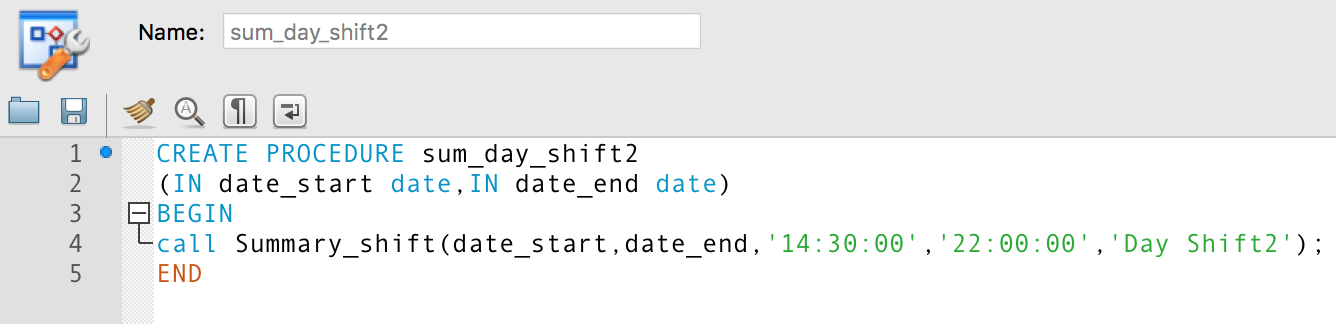 Name: sum_day_shift2
1 CREATE PROCEDURE sum_day_shift2
2 (IN date_start date,IN date_end date)
3 BEGIN
4 call Summary_shift(date_start,date_end,'14:30:00','22:00:00','Day Shift2');
5 END